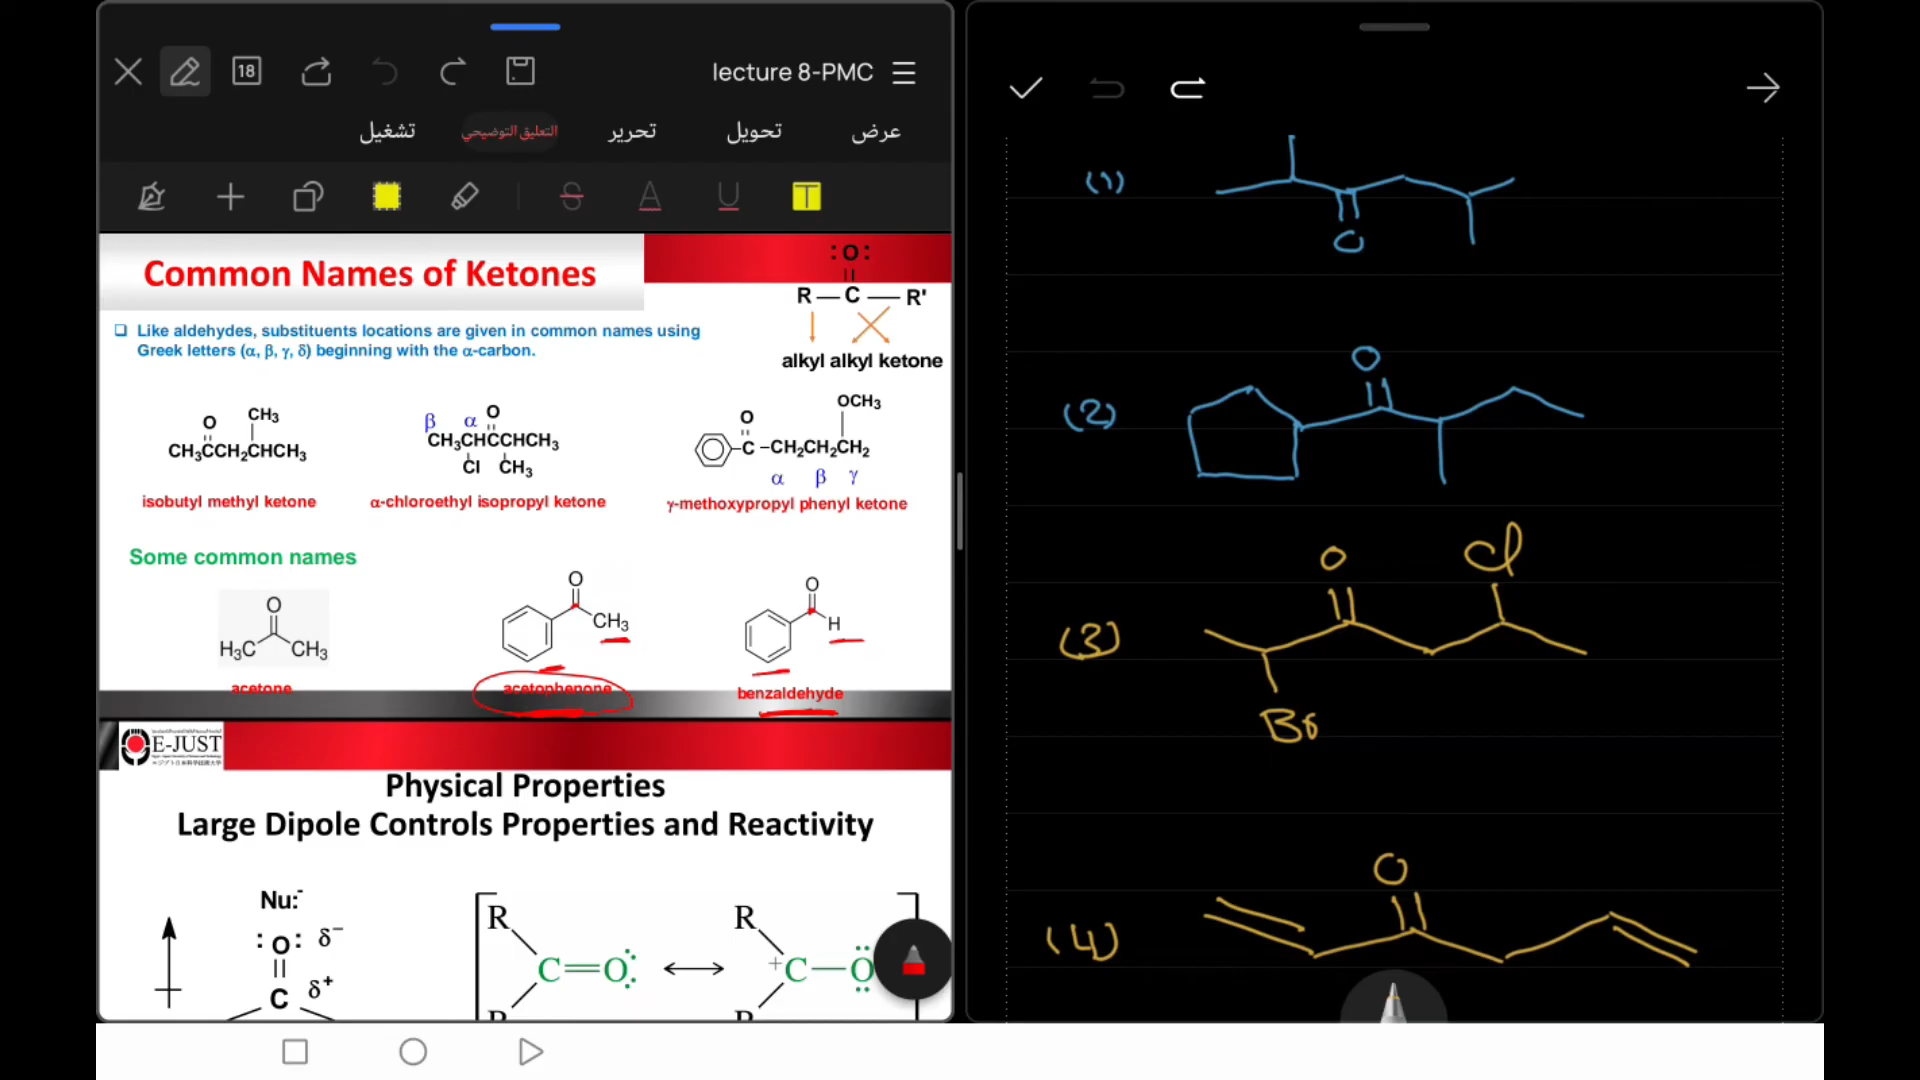 18
lecture 8-PMC
عرض
تحويل
تحرير
التعليق التوضيحي
تشغيل
S A U T
Common Names of Ketones
:O:
R — C — R'
alkyl alkyl ketone
❑ Like aldehydes, substituents locations are given in common names using
Greek letters (α, β, γ, δ) beginning with the α-carbon.
O CH3
CH3CCH2CHCH3
isobutyl methyl ketone
β α O
CH3CHCCHCH3
Cl CH3
α-chloroethyl isopropyl ketone
O OCH3
C –CH2CH2CH2
α β γ
γ-methoxypropyl phenyl ketone
Some common names
O
H3C CH3
acetone
O
CH3
acetophenone
O
H
benzaldehyde
E-JUST
Physical Properties
Large Dipole Controls Properties and Reactivity
Nu:-
:O: δ−
C δ+
R
C=O:
R
R
+C—O
R
(1)
O
(2)
O
(3)
O Cl
Br
(4)
O